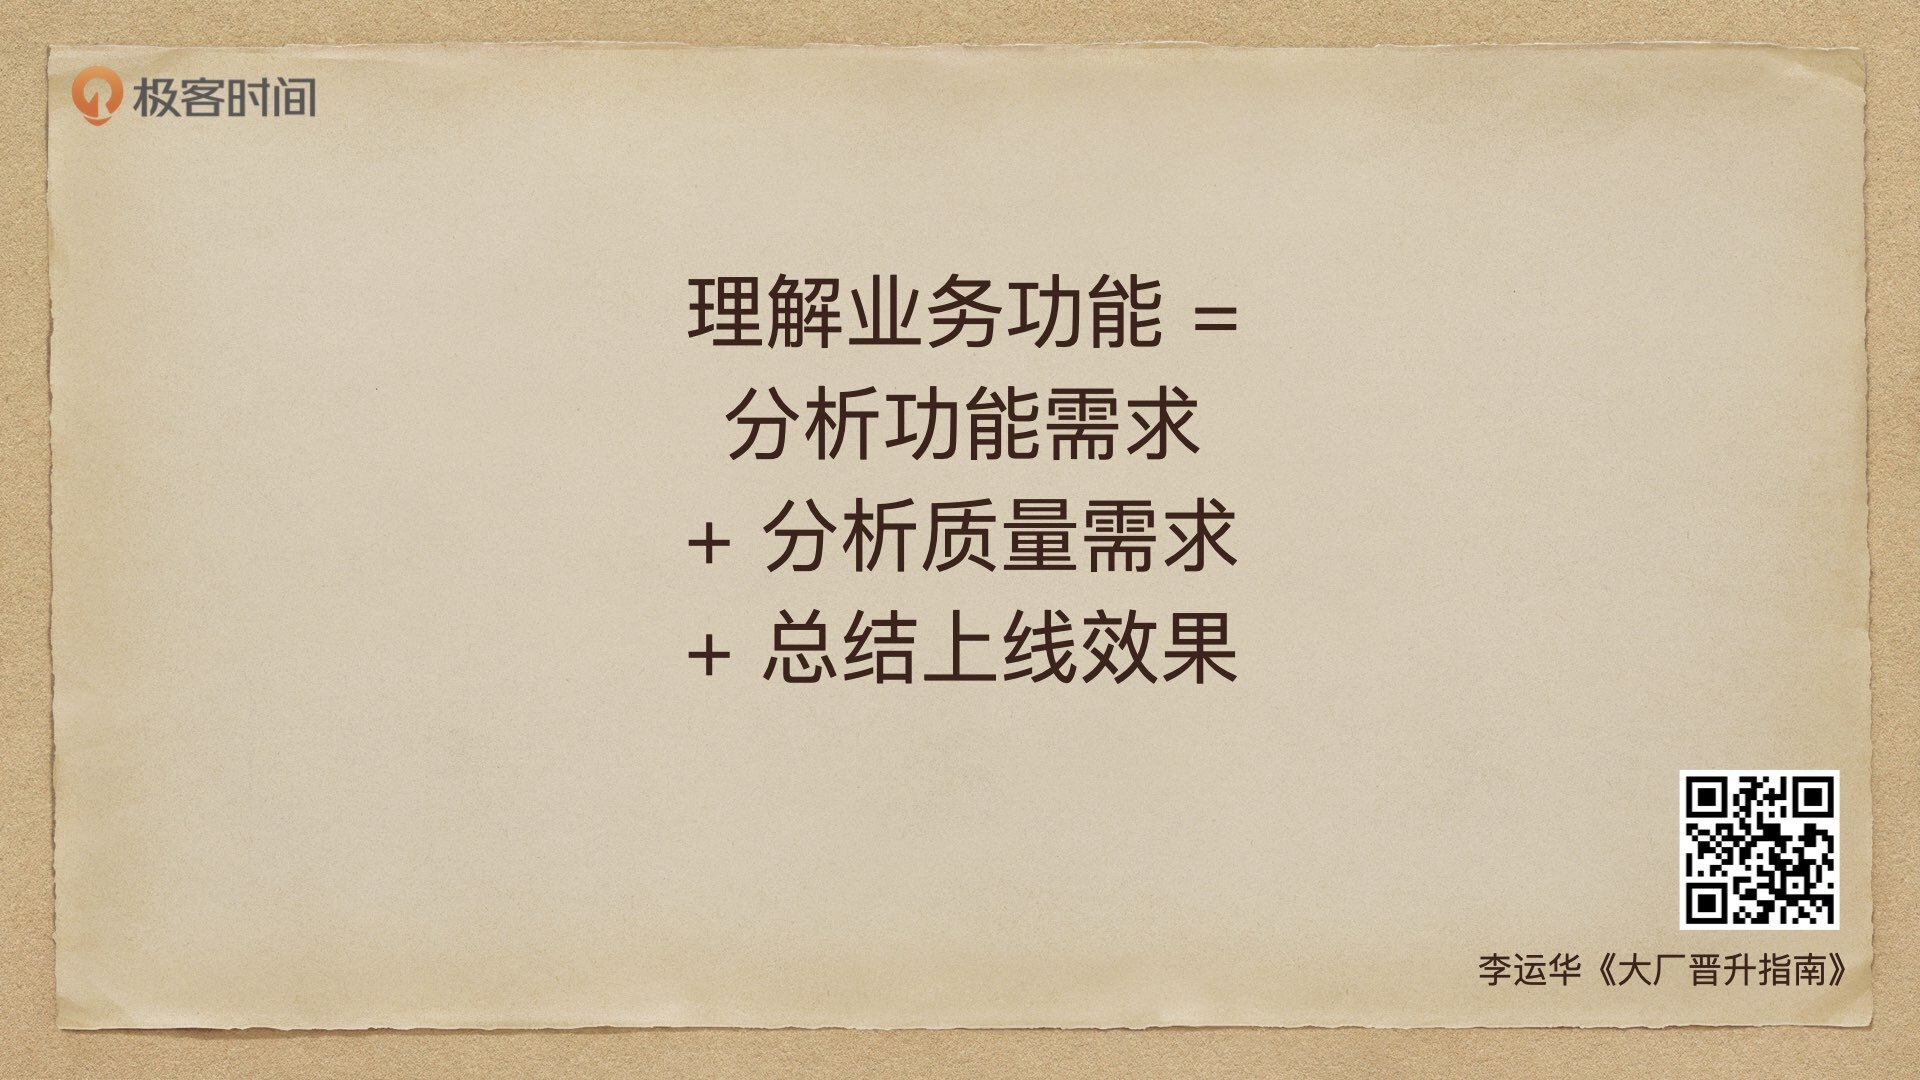 极客时间
理解业务功能 =
分析功能需求
+ 分析质量需求
+ 总结上线效果
李运华《大厂晋升指南》